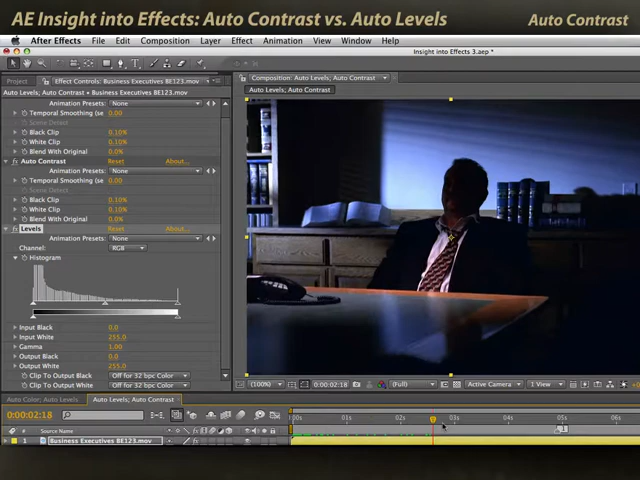 AE Insight into Effects: Auto Contrast vs. Auto Levels
Auto Contrast
After Effects File Edit Composition Layer Effect Animation View Window Help
Insight into Effects 3.aep *
Project Effect Controls: Business Executives BE123.mov
Composition: Auto Levels; Auto Contrast
Auto Levels; Auto Contrast • Business Executives BE123.mov
Auto Levels; Auto Contrast
Animation Presets: None
Temporal Smoothing (se 0.00
Scene Detect
Black Clip 0.10%
White Clip 0.10%
Blend With Original 0.0%
Auto Contrast Reset About...
Animation Presets: None
Temporal Smoothing (se 0.00
Scene Detect
Black Clip 0.10%
White Clip 0.10%
Blend With Original 0.0%
Levels Reset About...
Animation Presets: None
Channel: RGB
Histogram
Input Black 0.0
Input White 255.0
Gamma 1.00
Output Black 0.0
Output White 255.0
Clip To Output Black Off for 32 bpc Color
Clip To Output White Off for 32 bpc Color
(100%) 0:00:02:18 (Full) Active Camera 1 View
Auto Color; Auto Levels Auto Levels; Auto Contrast
0:00:02:18
00s 01s 02s 03s 04s 05s 06s
# Source Name
1 Business Executives BE123.mov